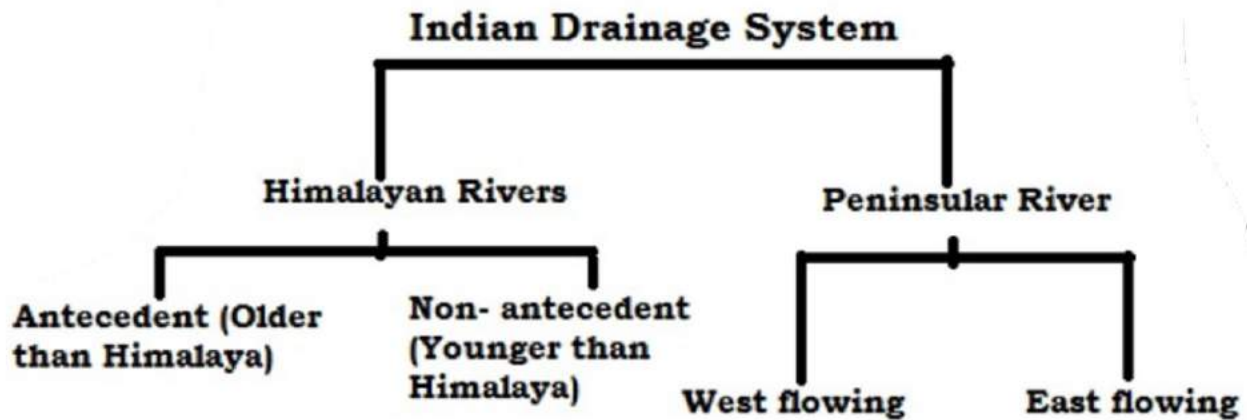 Indian Drainage System
Himalayan Rivers
Peninsular River
Antecedent (Older
than Himalaya)
Non- antecedent
(Younger than
Himalaya)
West flowing
East flowing